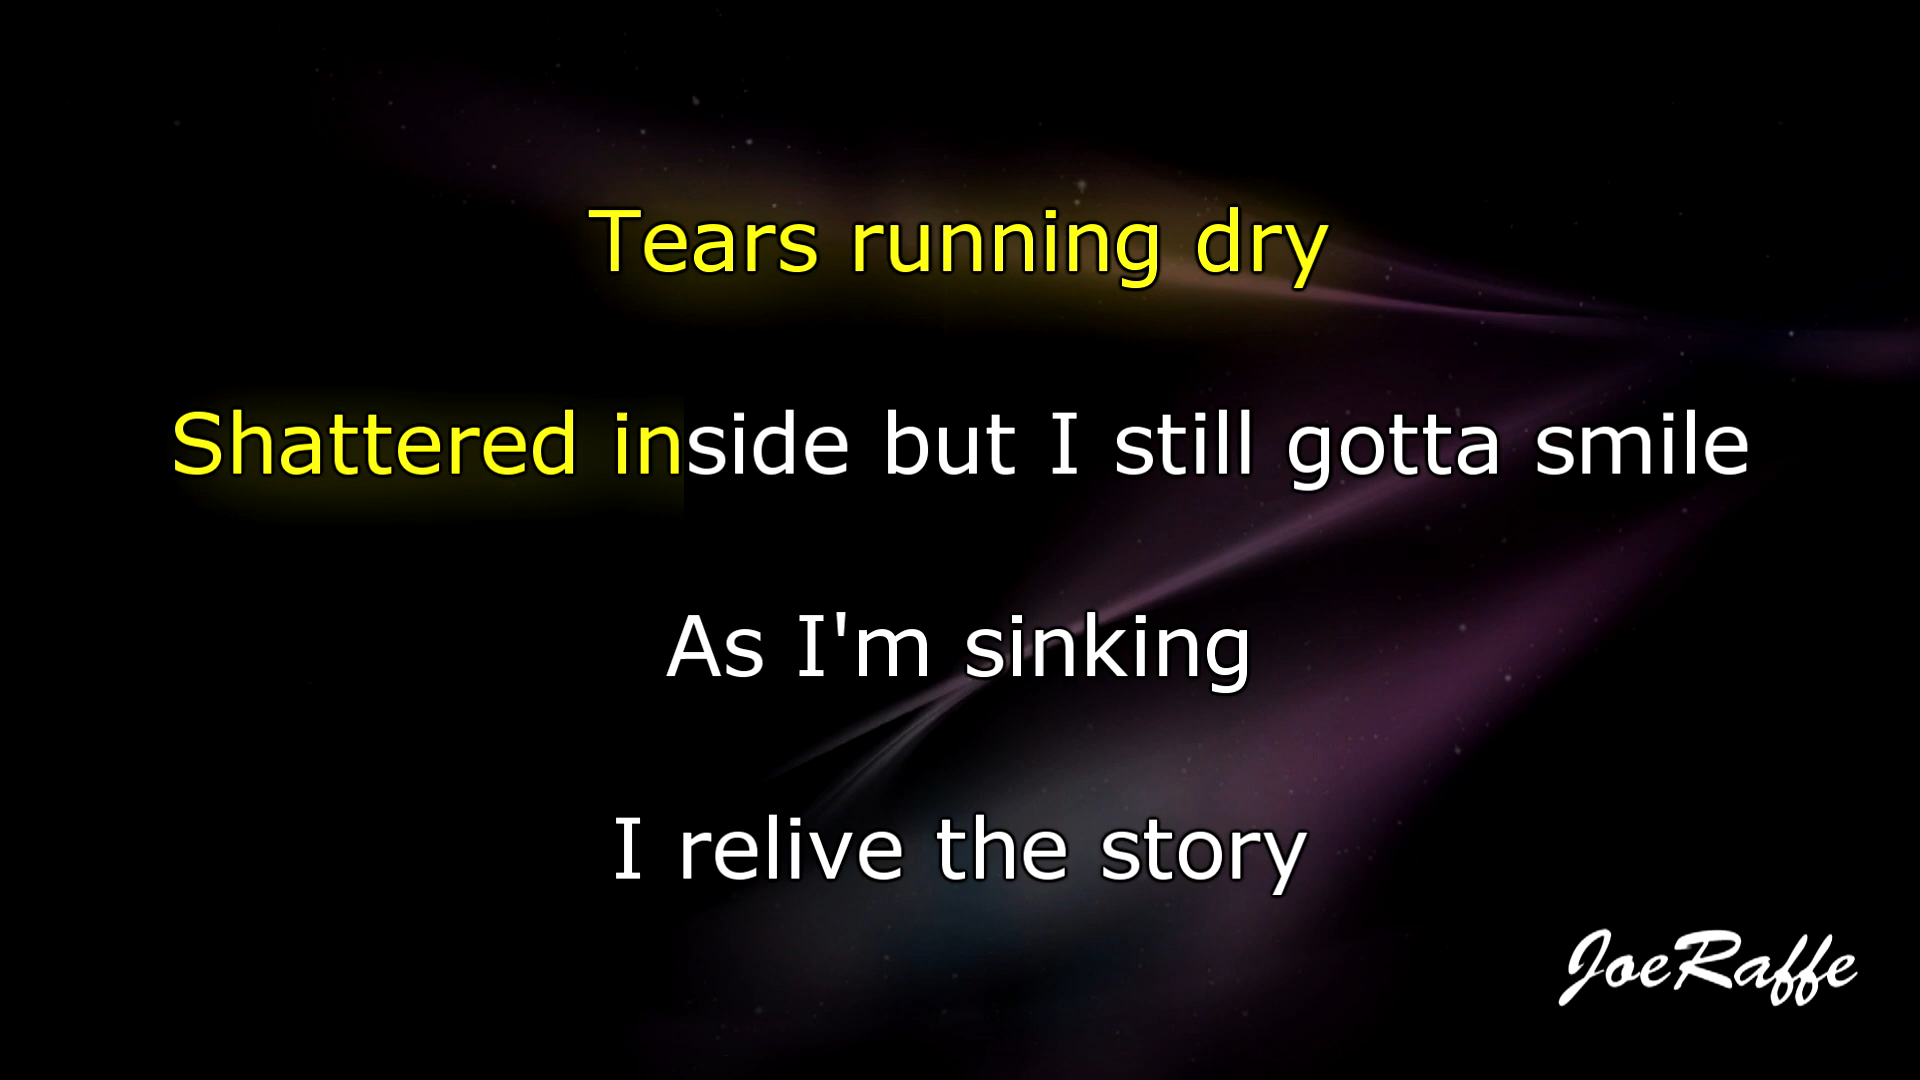 Tears running dry
Shattered inside but I still gotta smile
As I'm sinking
I relive the story
JoeRaffe